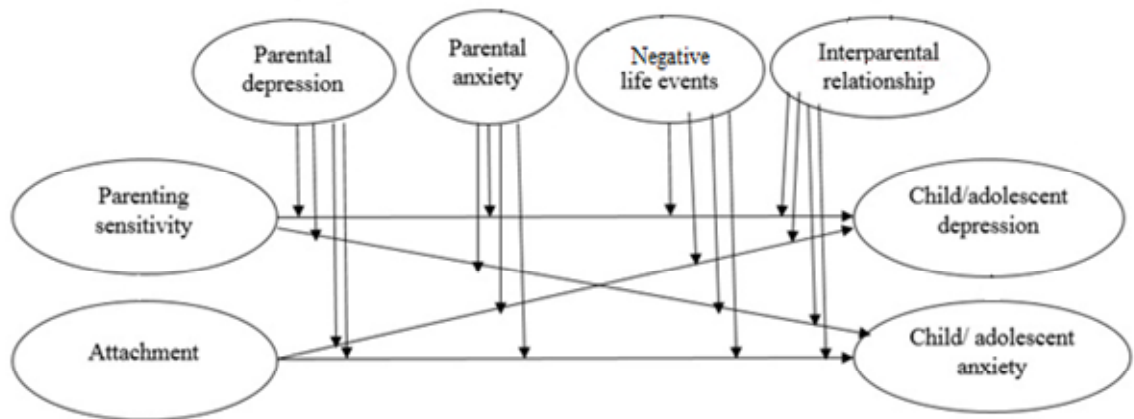 Parental
depression
Parental
anxiety
Negative
life events
Interparental
relationship
Parenting
sensitivity
Child/adolescent
depression
Attachment
Child/ adolescent
anxiety